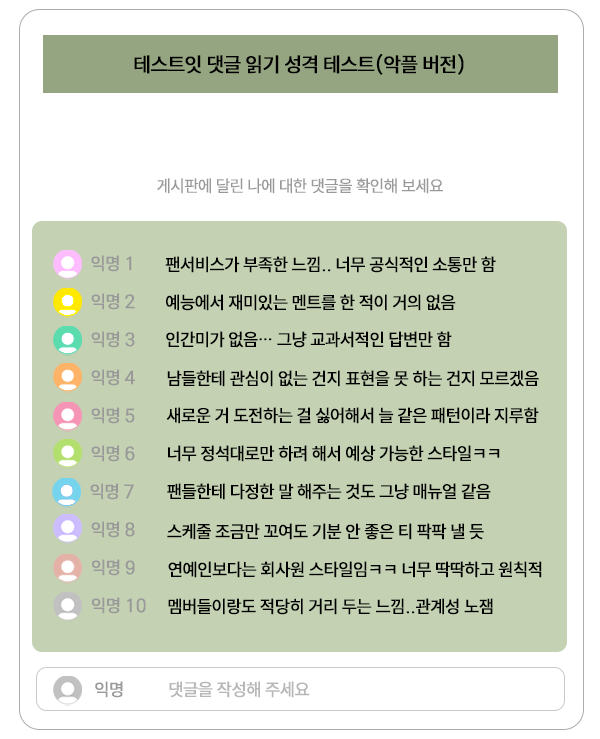 테스트잇 댓글 읽기 성격 테스트(악플 버전)
게시판에 달린 나에 대한 댓글을 확인해 보세요
익명 1 팬서비스가 부족한 느낌.. 너무 공식적인 소통만 함
익명 2 예능에서 재미있는 멘트를 한 적이 거의 없음
익명 3 인간미가 없음… 그냥 교과서적인 답변만 함
익명 4 남들한테 관심이 없는 건지 표현을 못 하는 건지 모르겠음
익명 5 새로운 거 도전하는 걸 싫어해서 늘 같은 패턴이라 지루함
익명 6 너무 정석대로만 하려 해서 예상 가능한 스타일ㅋㅋ
익명 7 팬들한테 다정한 말 해주는 것도 그냥 매뉴얼 같음
익명 8 스케줄 조금만 꼬여도 기분 안 좋은 티 팍팍 낼 듯
익명 9 연예인보다는 회사원 스타일임ㅋㅋ 너무 딱딱하고 원칙적
익명 10 멤버들이랑도 적당히 거리 두는 느낌..관계성 노잼
익명 댓글을 작성해 주세요